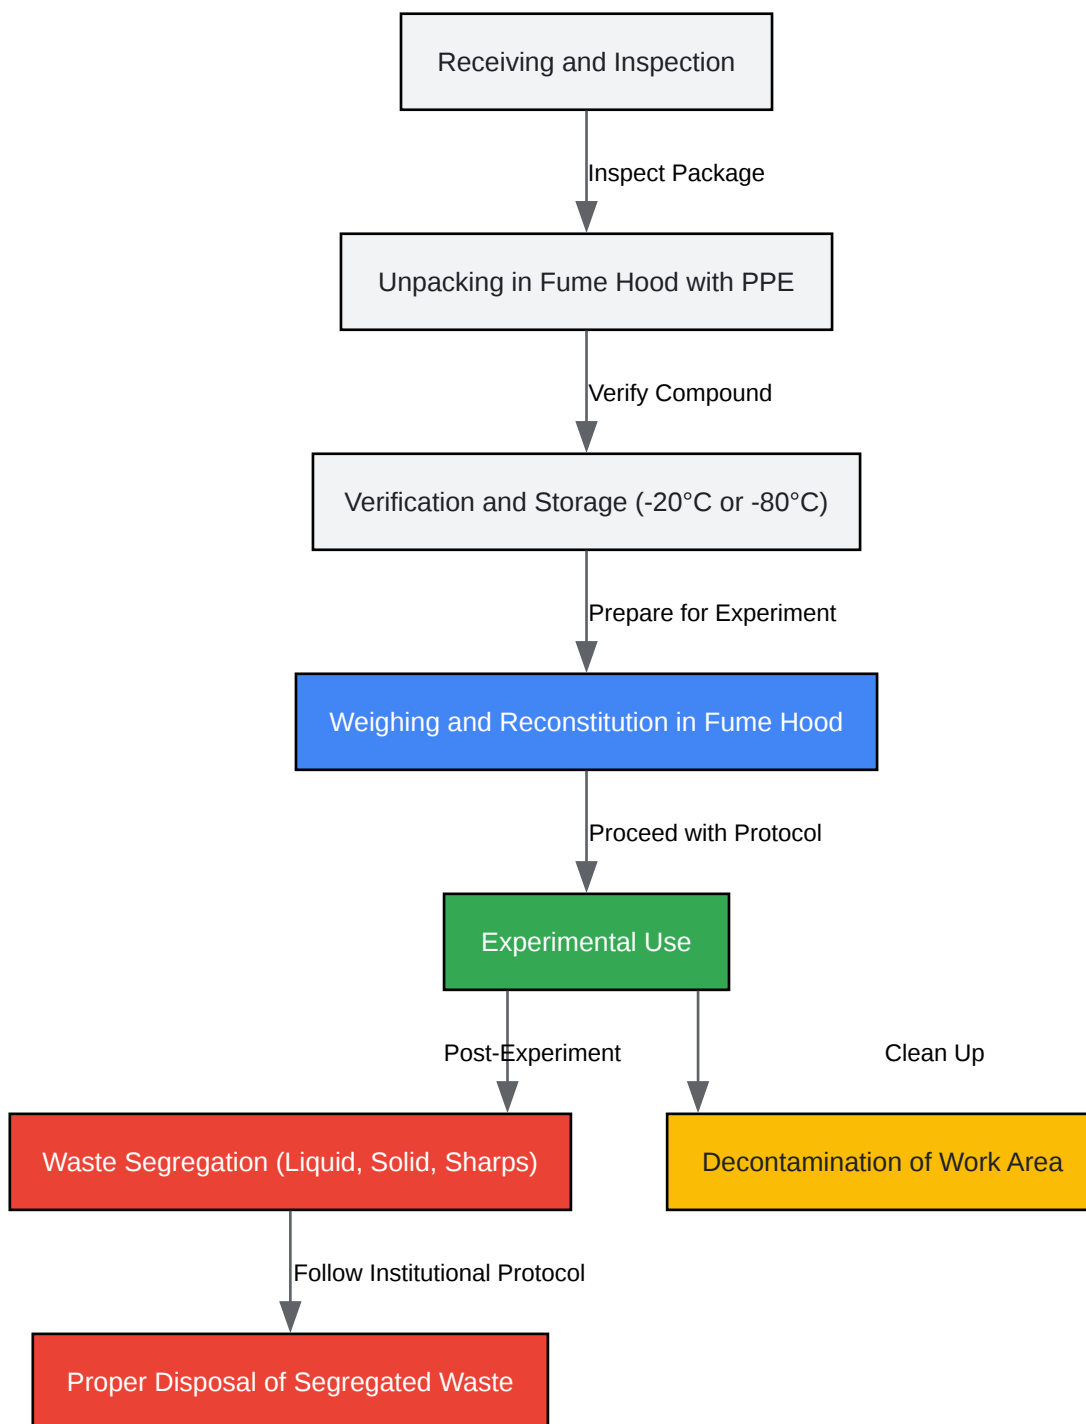 Receiving and Inspection
Inspect Package
Unpacking in Fume Hood with PPE
Verify Compound
Verification and Storage (-20°C or -80°C)
Prepare for Experiment
Weighing and Reconstitution in Fume Hood
Proceed with Protocol
Experimental Use
Post-Experiment
Clean Up
Waste Segregation (Liquid, Solid, Sharps)
Decontamination of Work Area
Follow Institutional Protocol
Proper Disposal of Segregated Waste